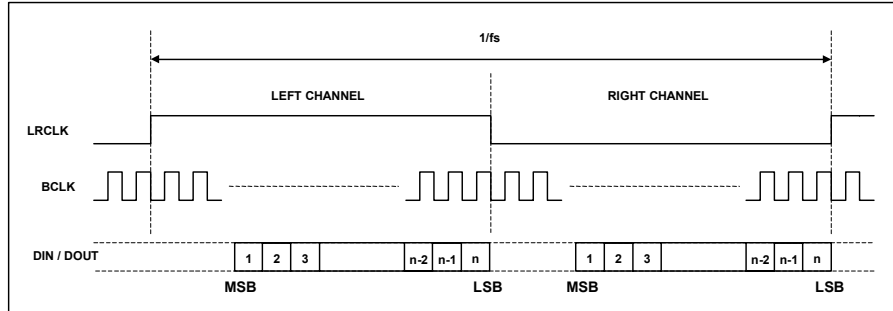 1/fs
LEFT CHANNEL RIGHT CHANNEL
LRCLK
BCLK
DIN / DOUT 1 2 3 n-2 n-1 n 1 2 3 n-2 n-1 n
MSB LSB MSB LSB